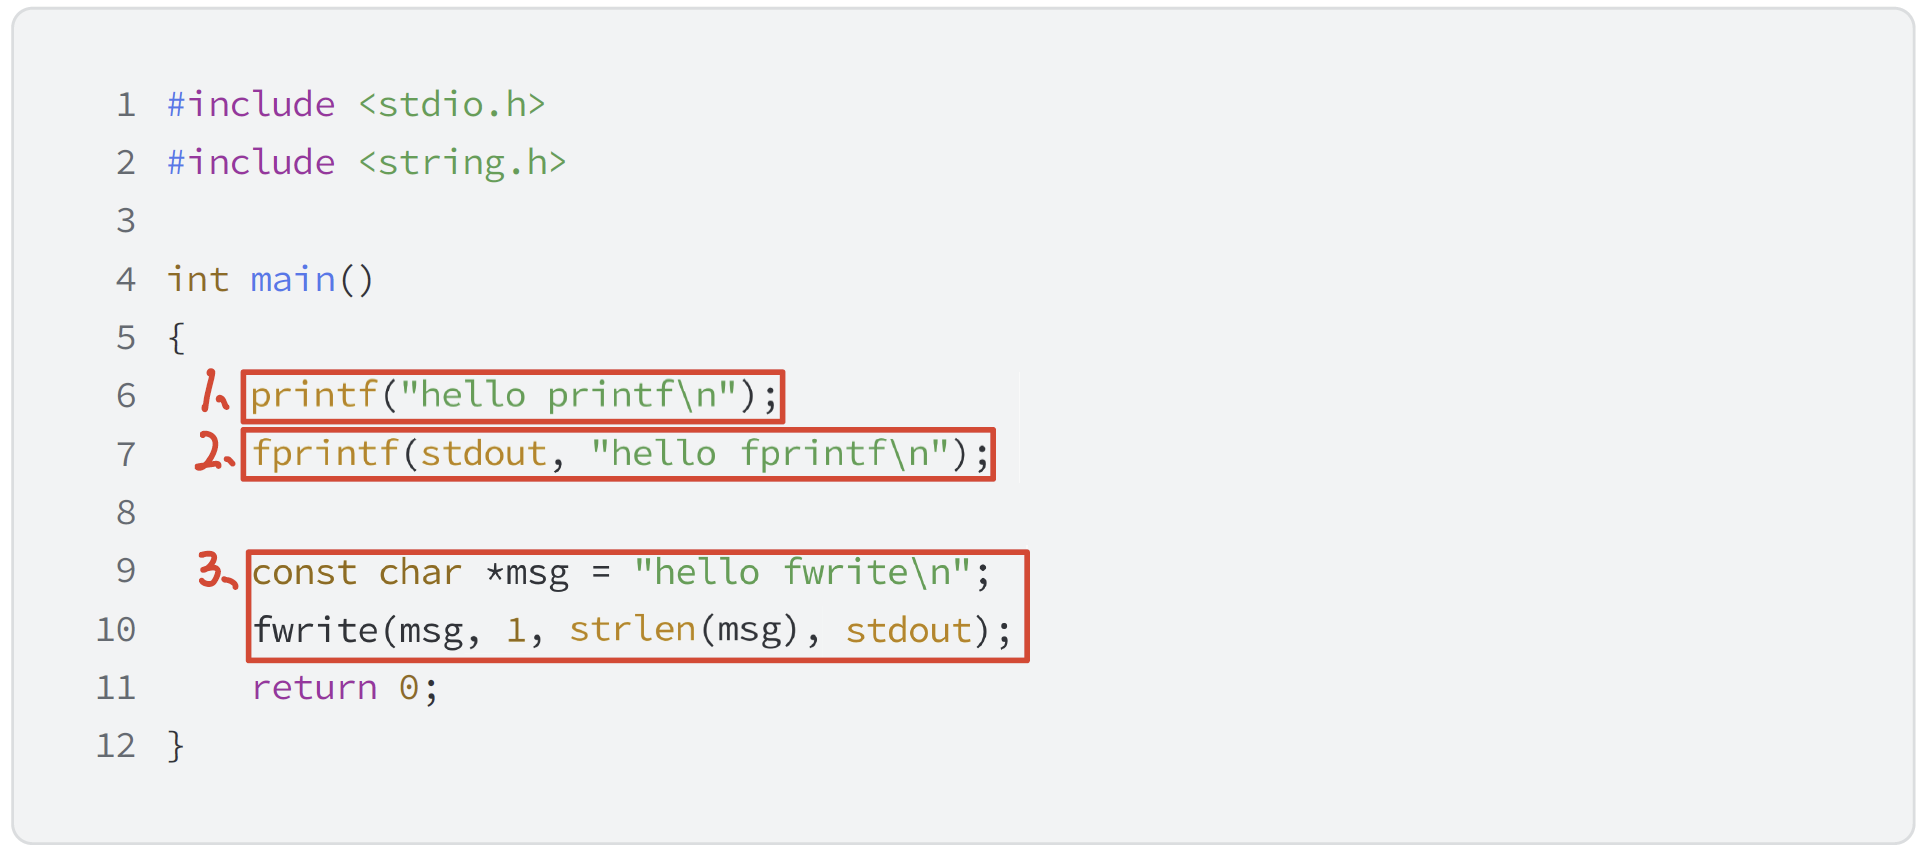 1 #include <stdio.h>
2 #include <string.h>
3
4 int main()
5 {
6 1、printf("hello printf\n");
7 2、fprintf(stdout, "hello fprintf\n");
8
9 3、const char *msg = "hello fwrite\n";
10 fwrite(msg, 1, strlen(msg), stdout);
11 return 0;
12 }